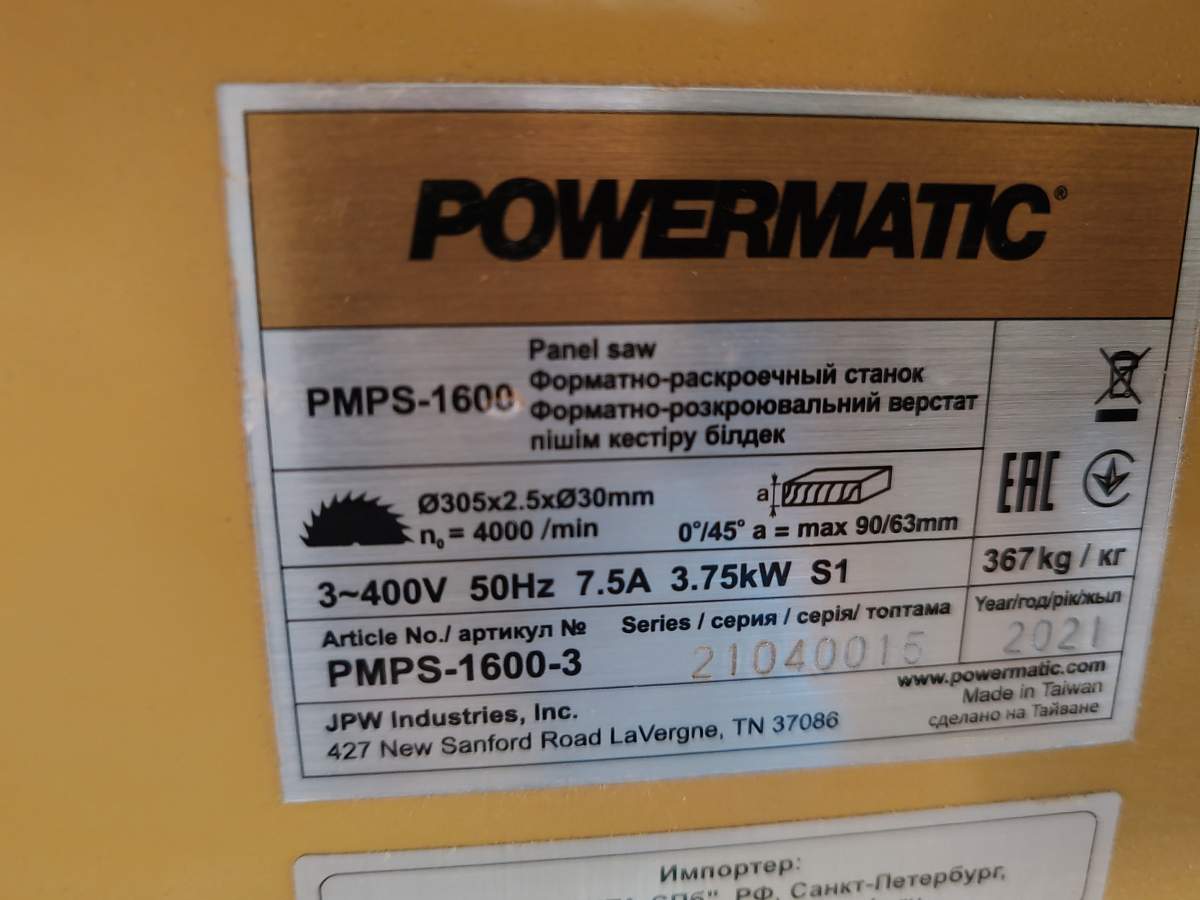 POWERMATIC®
PMPS-1600
Panel saw
Форматно-раскроечный станок
Форматно-розкроювальний верстат
пішім кестіру білдек
Ø305x2.5xØ30mm
n₀ = 4000 /min
a
0°/45° a = max 90/63mm
EAC
3~400V 50Hz 7.5A 3.75kW S1
367kg / кг
Article No./ артикул №
PMPS-1600-3
Series / серия / серія/ топтама
21040015
Year/год/рік/жыл
2021
www.powermatic.com
Made in Taiwan
сделано на Тайване
JPW Industries, Inc.
427 New Sanford Road LaVergne, TN 37086
Импортер:
РФ, Санкт-Петербург,